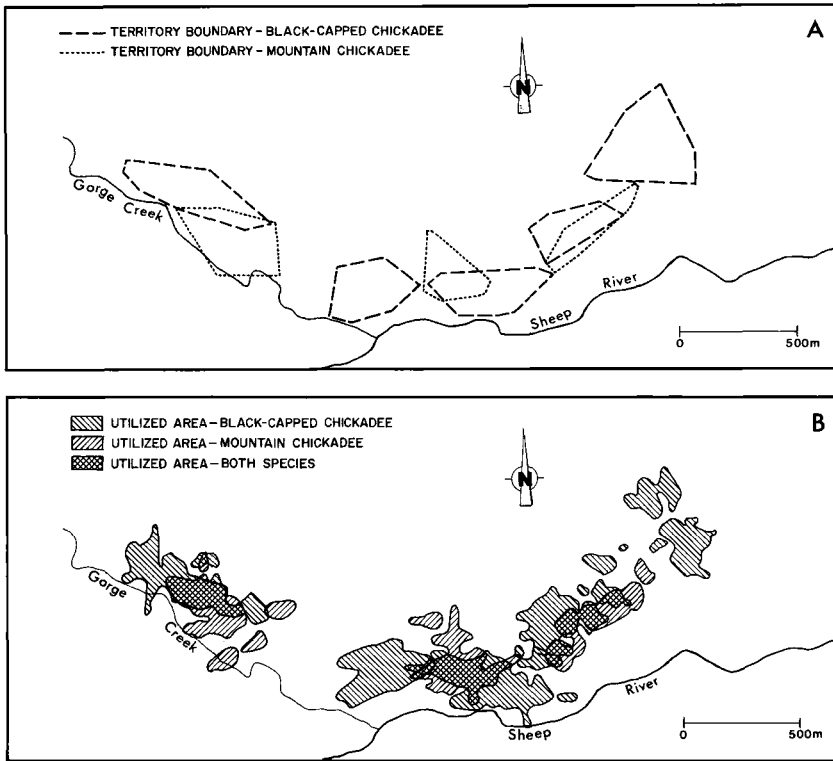 A
TERRITORY BOUNDARY – BLACK-CAPPED CHICKADEE
TERRITORY BOUNDARY – MOUNTAIN CHICKADEE
N
Gorge Creek
Sheep River
0 500m
B
UTILIZED AREA – BLACK-CAPPED CHICKADEE
UTILIZED AREA – MOUNTAIN CHICKADEE
UTILIZED AREA – BOTH SPECIES
N
Gorge Creek
Sheep River
0 500m